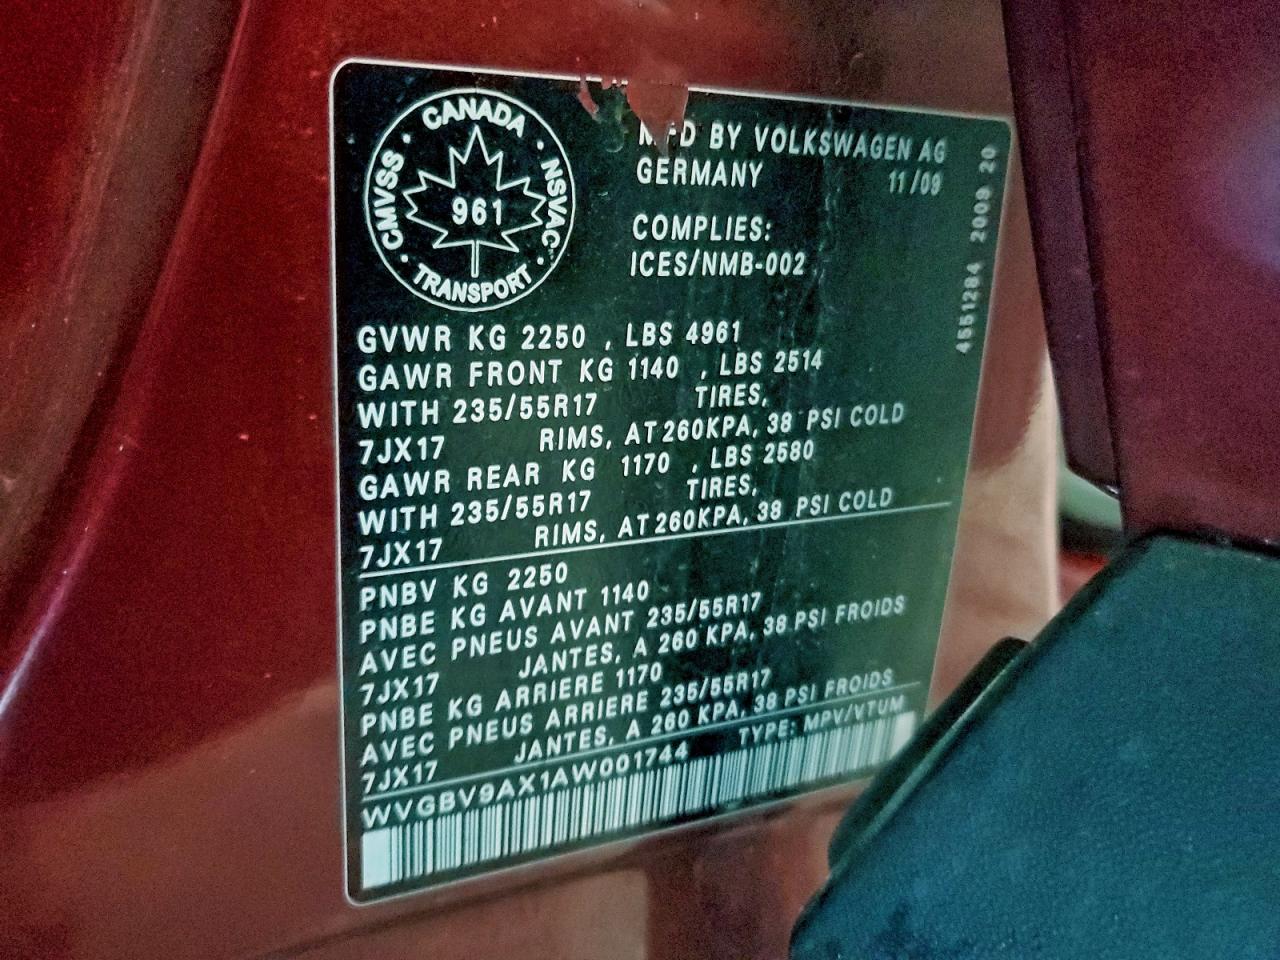 CANADA
CMVSS · NSVAC
961
TRANSPORT
MFD BY VOLKSWAGEN AG
GERMANY 11/09
COMPLIES:
ICES/NMB-002
4551284 2009 20
GVWR KG 2250 , LBS 4961
GAWR FRONT KG 1140 , LBS 2514
WITH 235/55R17 TIRES,
7JX17 RIMS, AT 260KPA, 38 PSI COLD
GAWR REAR KG 1170 , LBS 2580
WITH 235/55R17 TIRES,
7JX17 RIMS, AT 260KPA, 38 PSI COLD
PNBV KG 2250
PNBE KG AVANT 1140
AVEC PNEUS AVANT 235/55R17
7JX17 JANTES, A 260 KPA, 38 PSI FROIDS
PNBE KG ARRIERE 1170
AVEC PNEUS ARRIERE 235/55R17
7JX17 JANTES, A 260 KPA, 38 PSI FROIDS
WVGBV9AX1AW001744 TYPE: MPV/VTUM